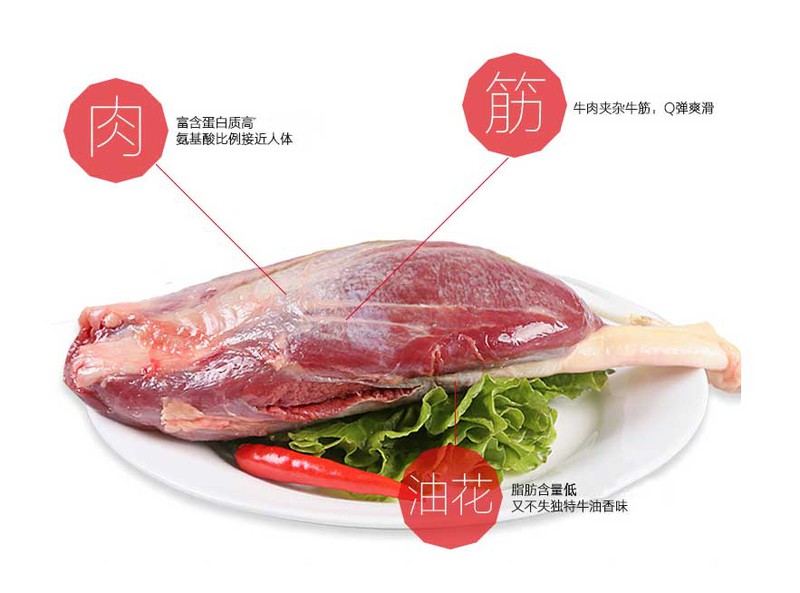 肉
富含蛋白质高
氨基酸比例接近人体
筋
牛肉夹杂牛筋，Q弹爽滑
油花
脂肪含量低
又不失独特牛油香味